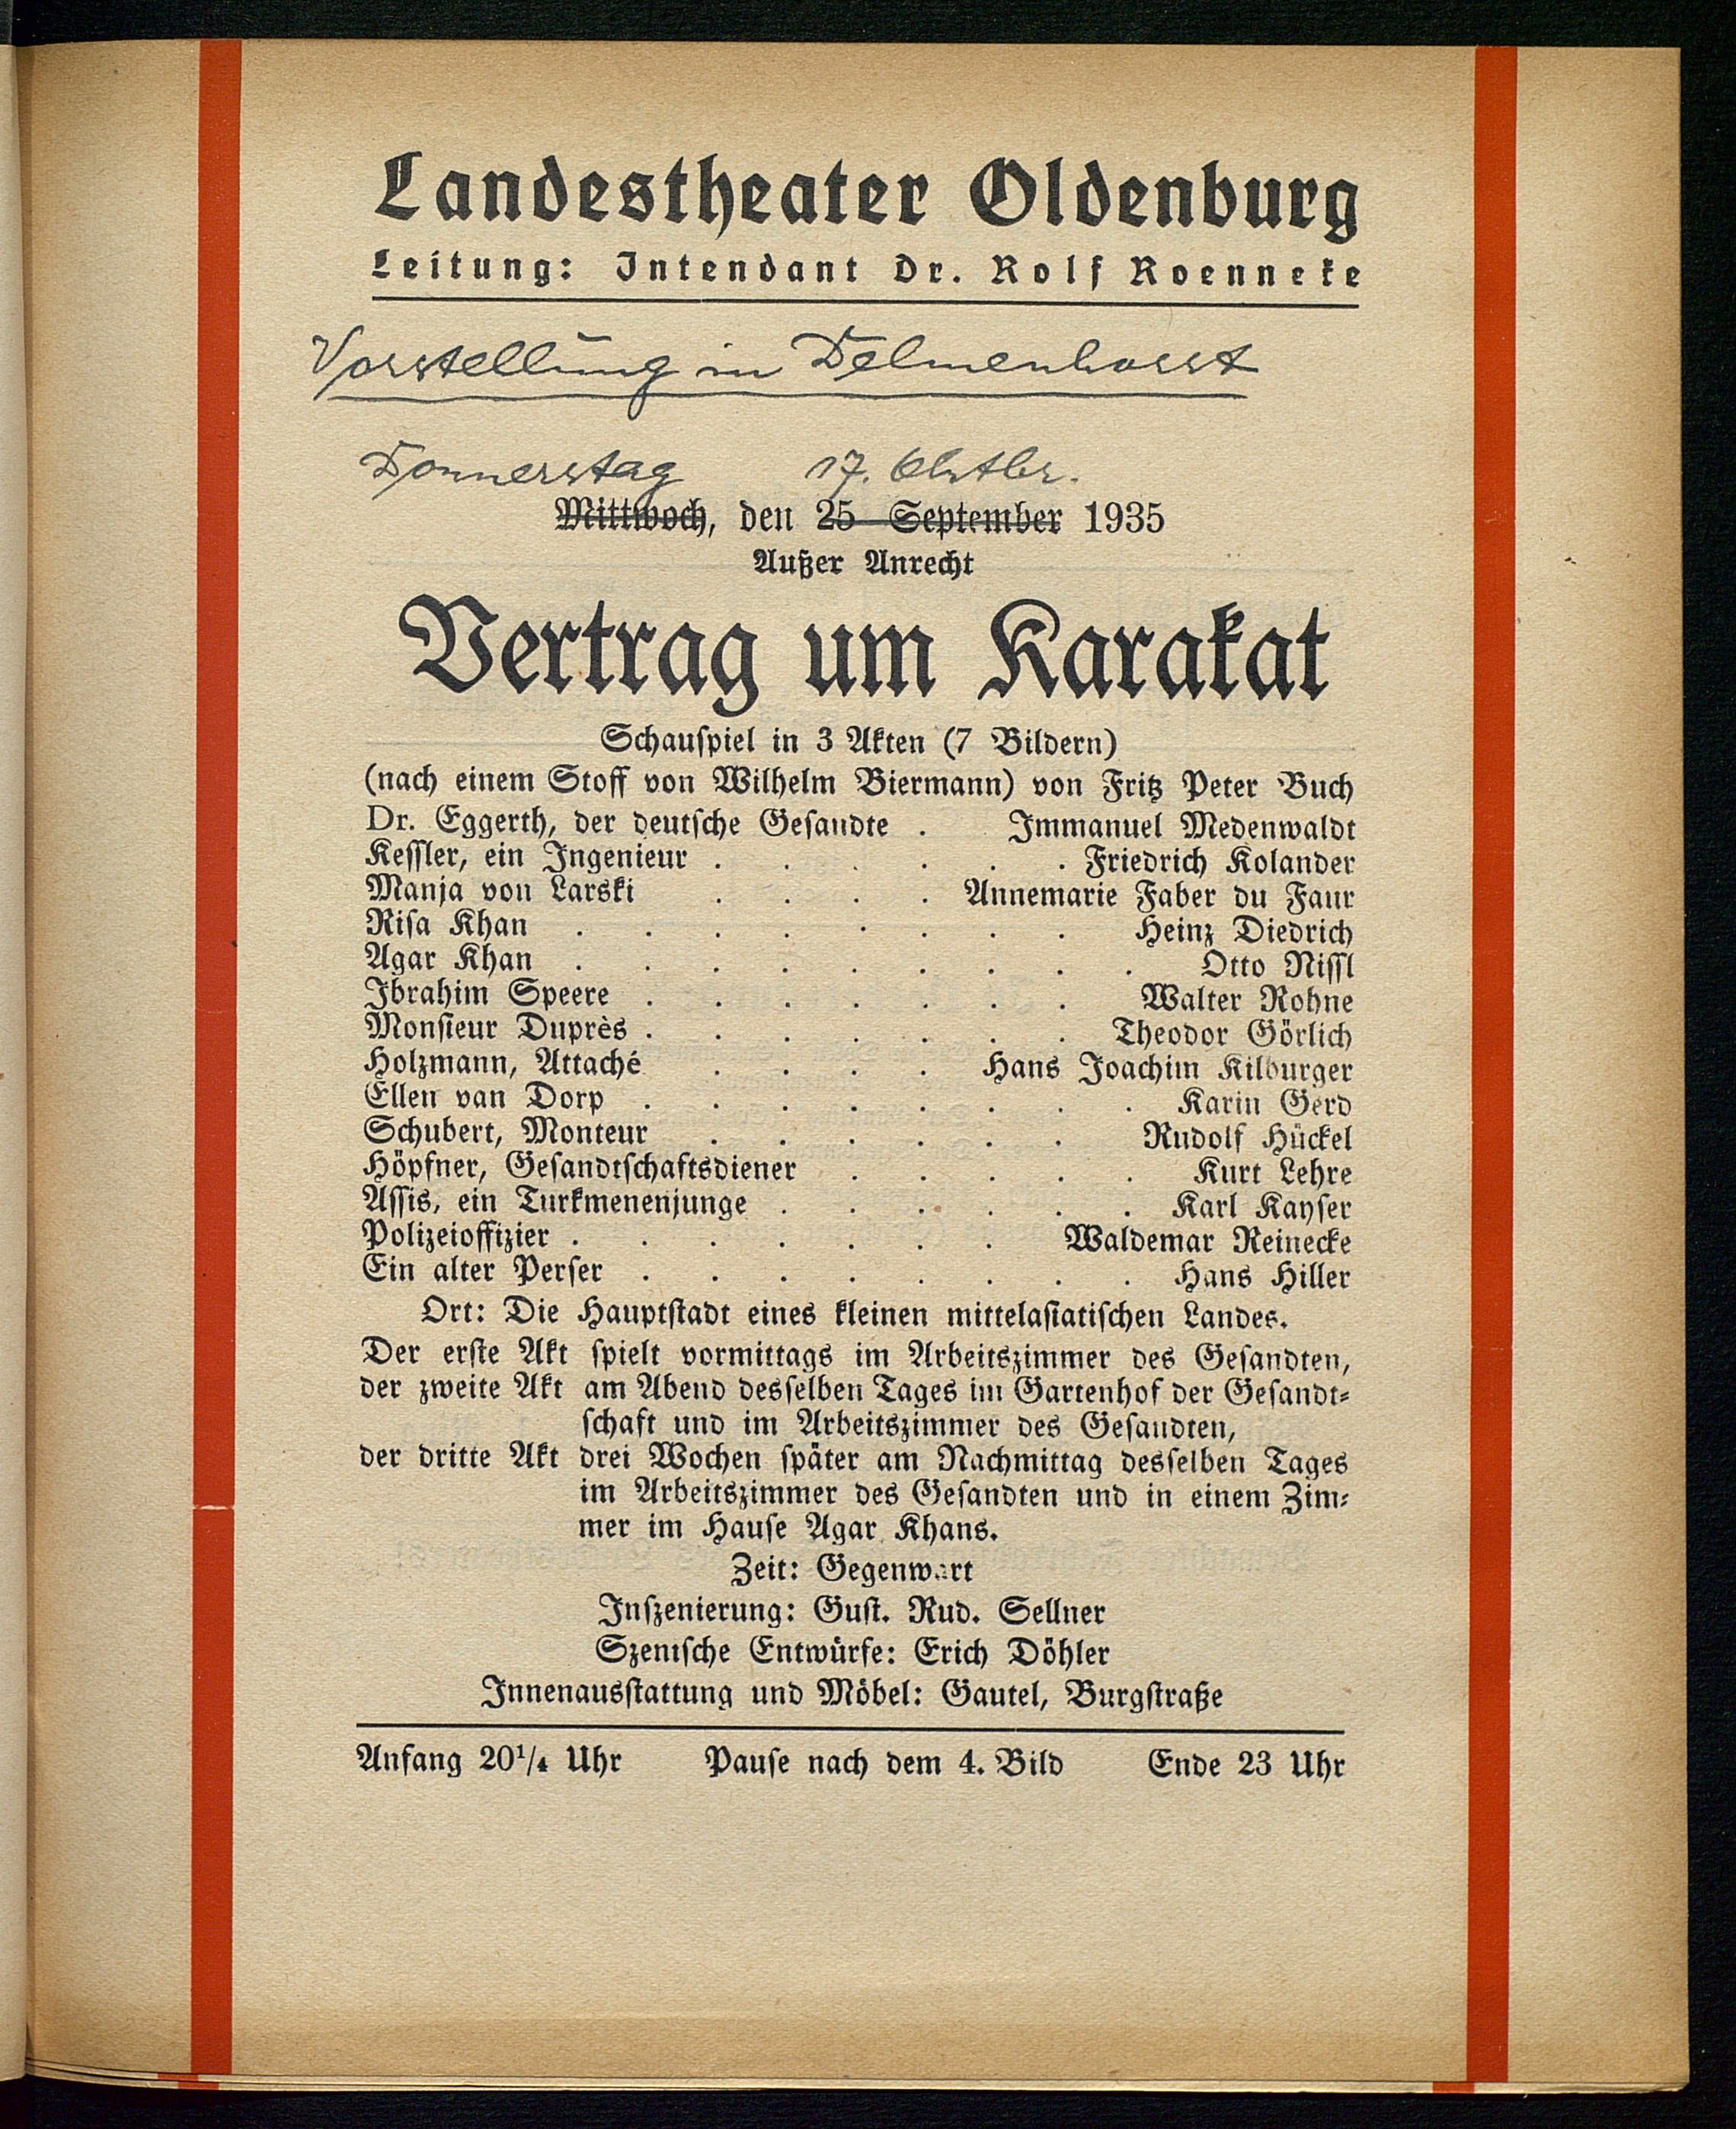 Landestheater Oldenburg
Leitung: Intendant Dr. Rolf Roenneke
Vorstellung in Delmenhorst
Donnerstag 17. Oktbr.
Mittwoch, den 25 September 1935
Außer Anrecht
Vertrag um Karakat
Schauspiel in 3 Akten (7 Bildern)
(nach einem Stoff von Wilhelm Biermann) von Fritz Peter Buch
Dr. Eggerth, der deutsche Gesandte . Immanuel Medenwaldt
Kessler, ein Ingenieur . . . . . . Friedrich Kolander
Manja von Larski . . . . Annemarie Faber du Faur
Risa Khan . . . . . . . . Heinz Diedrich
Agar Khan . . . . . . . . . Otto Nissl
Ibrahim Speere . . . . . . . Walter Rohne
Monsieur Duprès . . . . . . . Theodor Görlich
Holzmann, Attaché . . . . Hans Joachim Kilburger
Ellen van Dorp . . . . . . . . Karin Gerd
Schubert, Monteur . . . . . . Rudolf Hückel
Höpfner, Gesandtschaftsdiener . . . . . Kurt Lehre
Assis, ein Turkmenenjunge . . . . . . Karl Kayser
Polizeioffizier . . . . . . . Waldemar Reinecke
Ein alter Perser . . . . . . . . Hans Hiller
Ort: Die Hauptstadt eines kleinen mittelasiatischen Landes.
Der erste Akt spielt vormittags im Arbeitszimmer des Gesandten,
der zweite Akt am Abend desselben Tages im Gartenhof der Gesandt-
schaft und im Arbeitszimmer des Gesandten,
der dritte Akt drei Wochen später am Nachmittag desselben Tages
im Arbeitszimmer des Gesandten und in einem Zim-
mer im Hause Agar Khans.
Zeit: Gegenwart
Inszenierung: Gust. Rud. Sellner
Szenische Entwürfe: Erich Döhler
Innenausstattung und Möbel: Gautel, Burgstraße
Anfang 20¹/₄ Uhr Pause nach dem 4. Bild Ende 23 Uhr